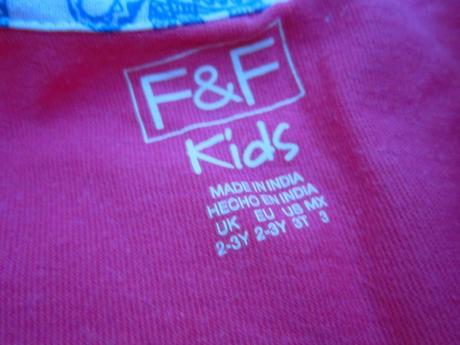 F&F
Kids
MADE IN INDIA
HECHO EN INDIA
UK EU US MX
2-3Y 2-3Y 3T 3